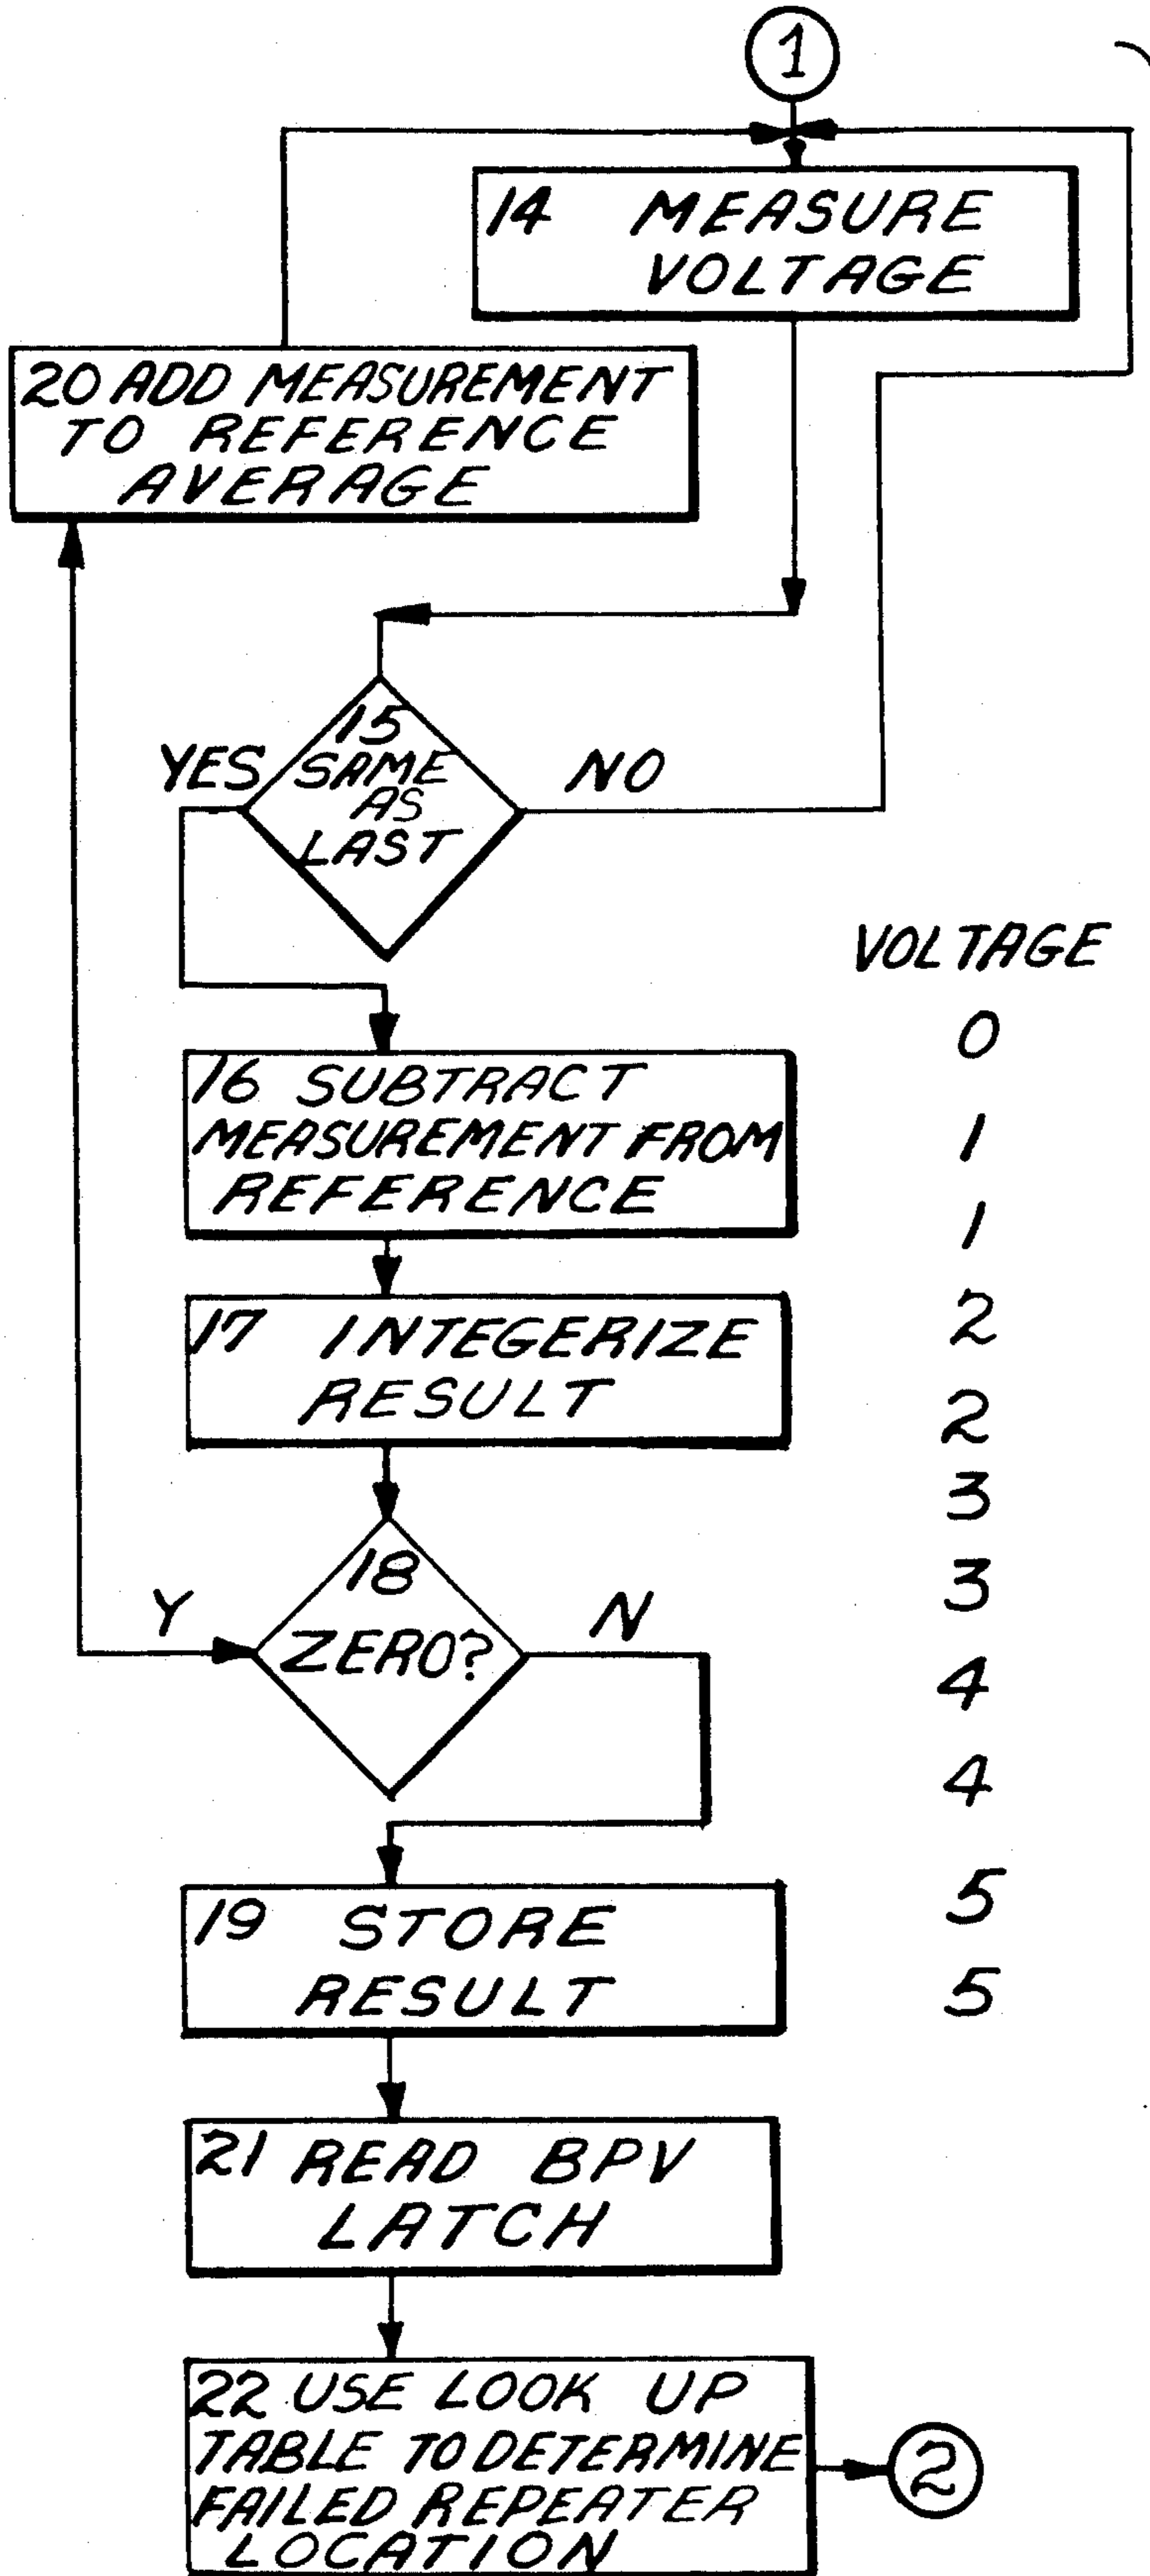 1
14 MEASURE
VOLTAGE
20 ADD MEASUREMENT
TO REFERENCE
AVERAGE
15
SAME
AS
LAST
YES
NO
16 SUBTRACT
MEASUREMENT FROM
REFERENCE
17 INTEGERIZE
RESULT
18
ZERO?
Y
N
19 STORE
RESULT
21 READ BPV
LATCH
22 USE LOOK UP
TABLE TO DETERMINE
FAILED REPEATER
LOCATION
2
VOLTAGE
0
1
1
2
2
3
3
4
4
5
5